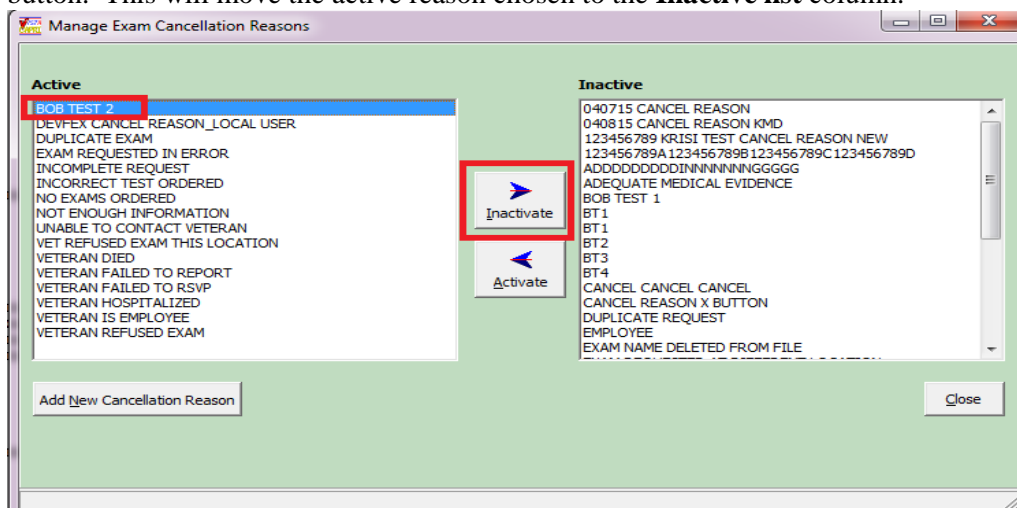 button. This will move the active reason chosen to the Inactive list column.
Manage Exam Cancellation Reasons
Active
BOB TEST 2
DEVFEX CANCEL REASON_LOCAL USER
DUPLICATE EXAM
EXAM REQUESTED IN ERROR
INCOMPLETE REQUEST
INCORRECT TEST ORDERED
NO EXAMS ORDERED
NOT ENOUGH INFORMATION
UNABLE TO CONTACT VETERAN
VET REFUSED EXAM THIS LOCATION
VETERAN DIED
VETERAN FAILED TO REPORT
VETERAN FAILED TO RSVP
VETERAN HOSPITALIZED
VETERAN IS EMPLOYEE
VETERAN REFUSED EXAM
Inactivate
Activate
Inactive
040715 CANCEL REASON
040815 CANCEL REASON KMD
123456789 KRISI TEST CANCEL REASON NEW
123456789A123456789B123456789C123456789D
ADDDDDDDDDINNNNNNNGGGGG
ADEQUATE MEDICAL EVIDENCE
BOB TEST 1
BT1
BT1
BT2
BT3
BT4
CANCEL CANCEL CANCEL
CANCEL REASON X BUTTON
DUPLICATE REQUEST
EMPLOYEE
EXAM NAME DELETED FROM FILE
Add New Cancellation Reason
Close